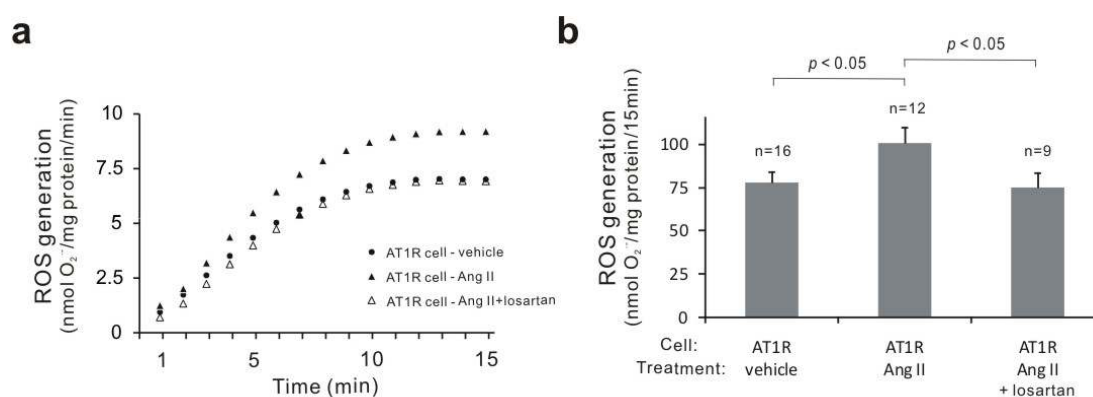 a
ROS generation
(nmol O₂⁻/mg protein/min)
10
7.5
5
2.5
0
1
5
10
15
Time (min)
AT1R cell - vehicle
AT1R cell - Ang II
AT1R cell - Ang II+losartan
b
ROS generation
(nmol O₂⁻/mg protein/15min)
p < 0.05
p < 0.05
n=16
n=12
n=9
100
75
50
25
0
Cell: AT1R AT1R AT1R
Treatment: vehicle Ang II Ang II
+ losartan